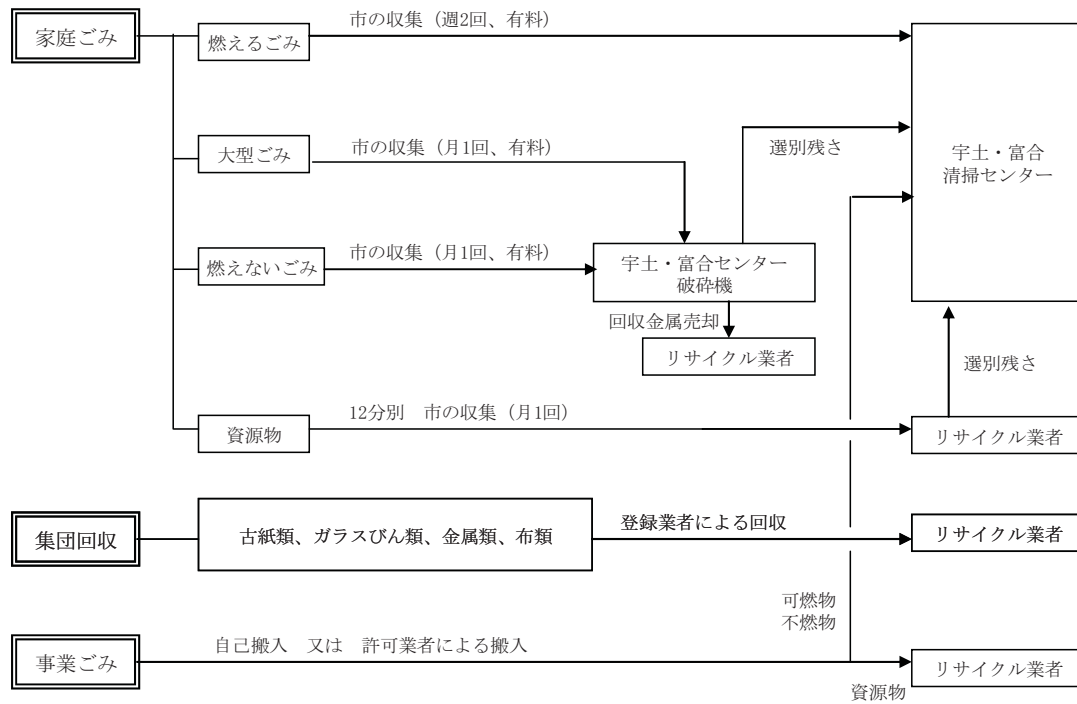 市の収集（週2回、有料）
家庭ごみ
燃えるごみ
大型ごみ
市の収集（月1回、有料）
選別残さ
宇土・富合
清掃センター
市の収集（月1回、有料）
燃えないごみ
宇土・富合センター
破砕機
回収金属売却
リサイクル業者
選別残さ
12分別　市の収集（月1回）
資源物
リサイクル業者
集団回収
古紙類、ガラスびん類、金属類、布類
登録業者による回収
リサイクル業者
可燃物
不燃物
事業ごみ
自己搬入　又は　許可業者による搬入
リサイクル業者
資源物